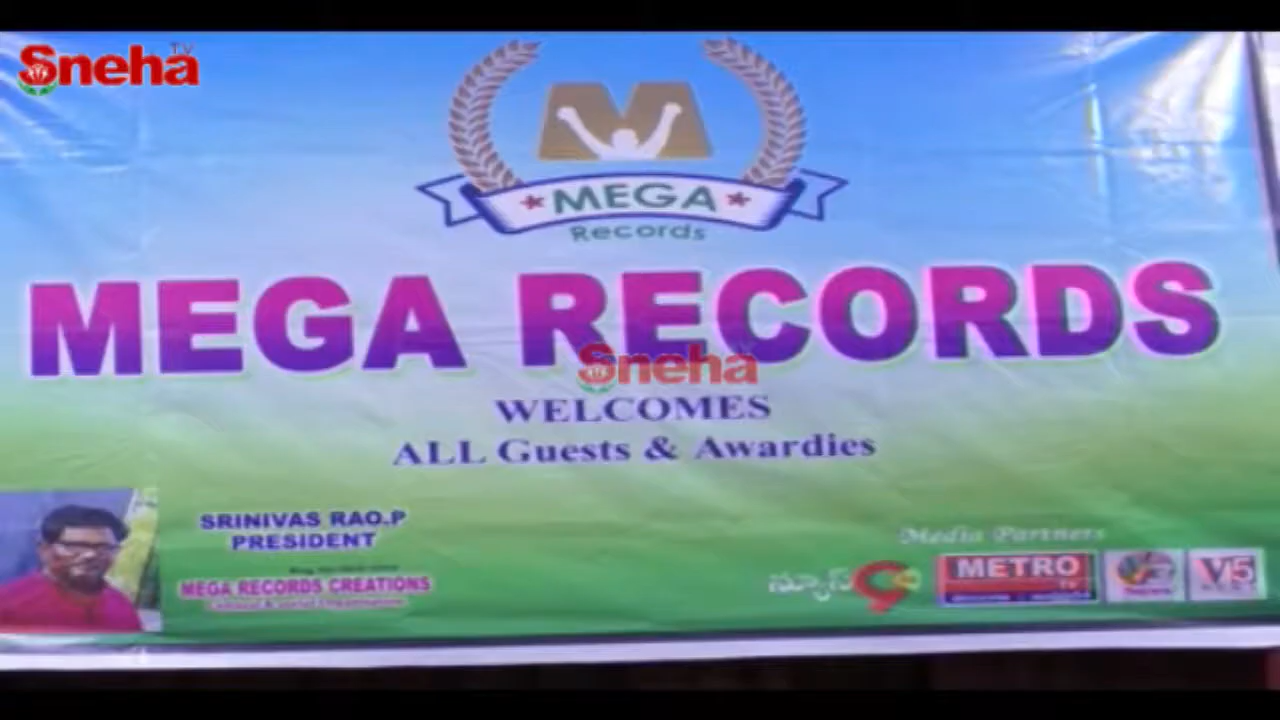 Sneha TV
MEGA
Records
MEGA RECORDS
Sneha
WELCOMES
ALL Guests & Awardies
SRINIVAS RAO.P
PRESIDENT
MEGA RECORDS CREATIONS
Media Partners
న్యూస్
METRO
V5